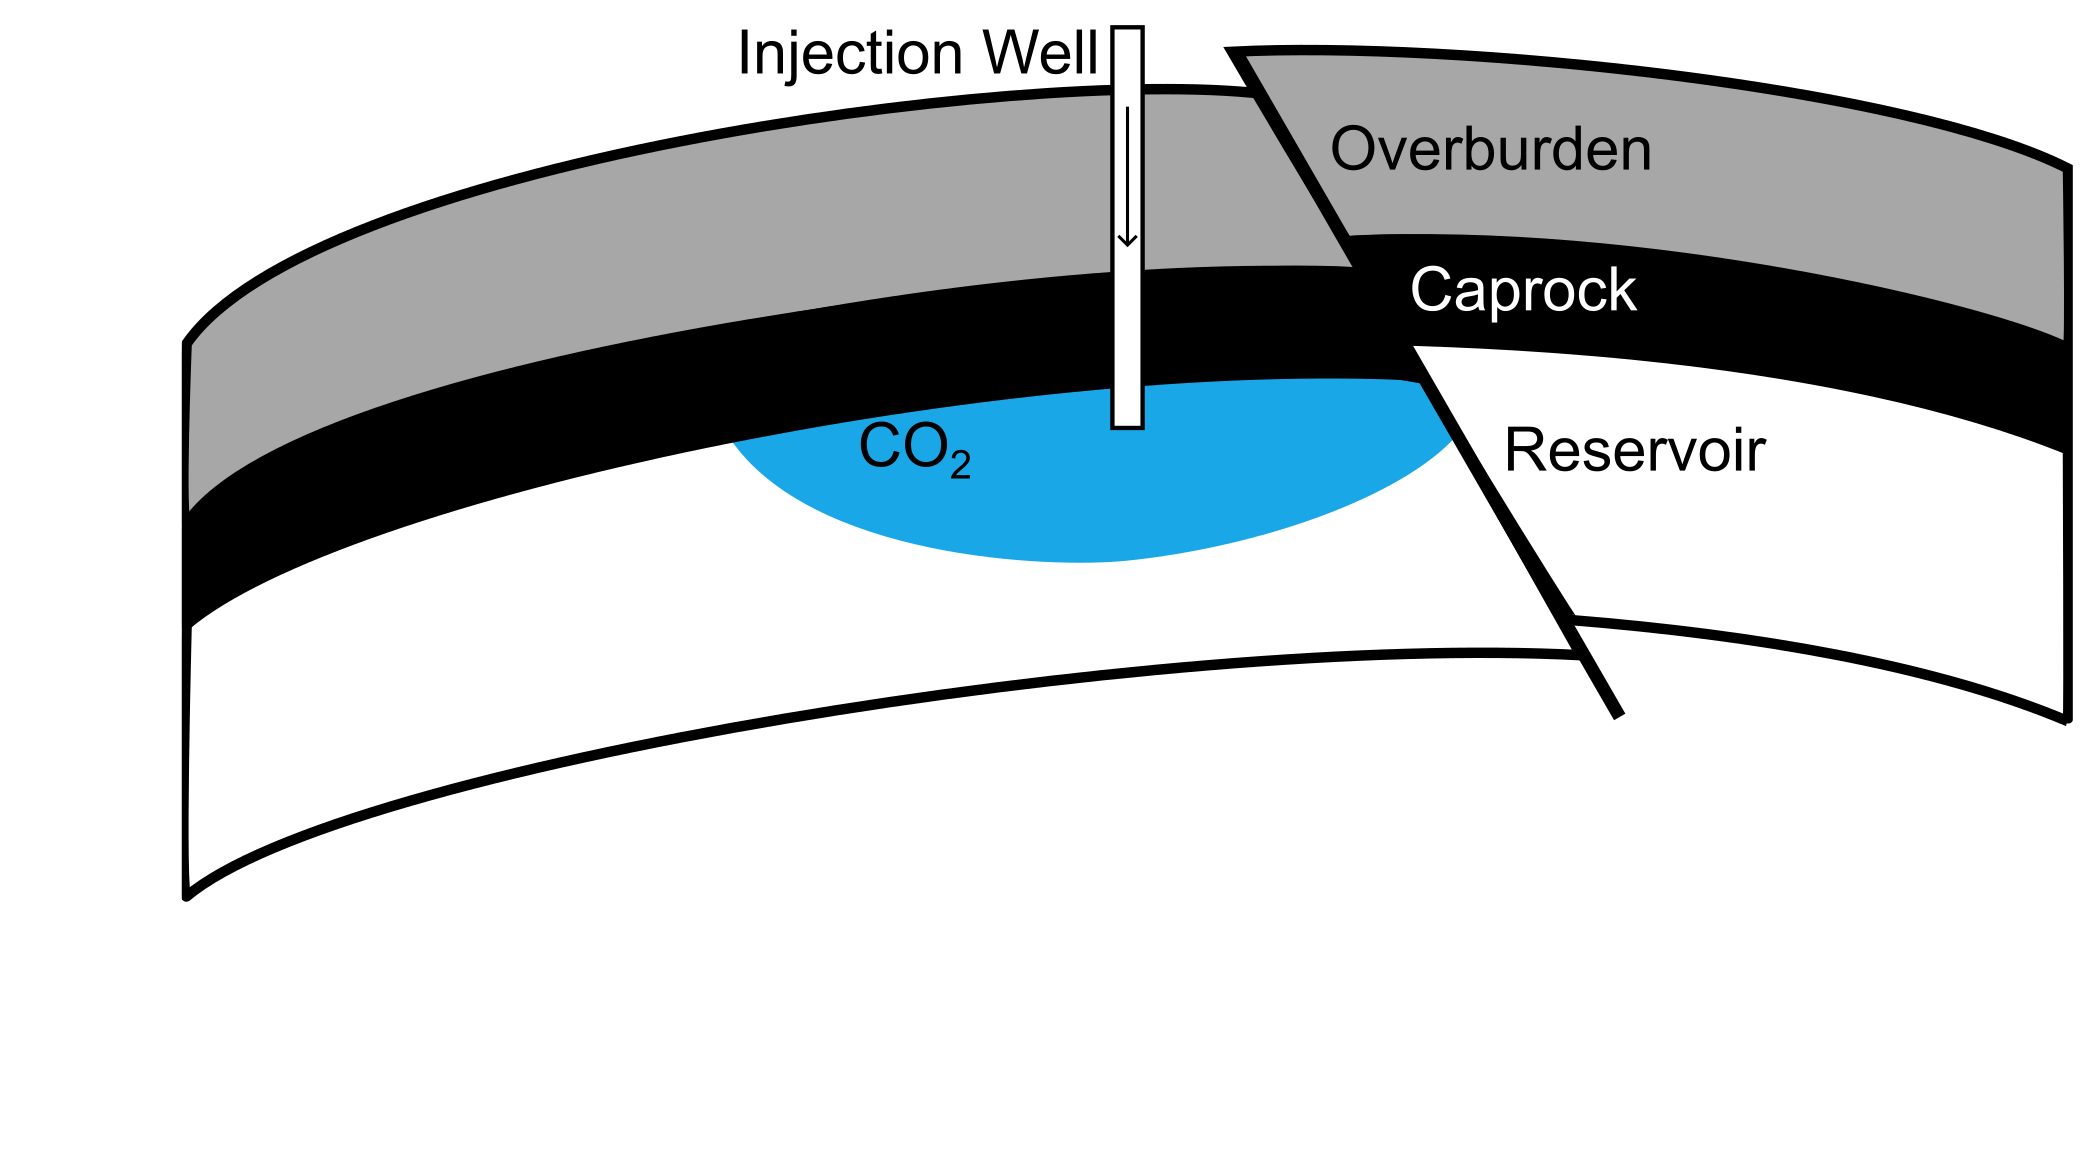 Injection Well
Overburden
Caprock
CO₂
Reservoir